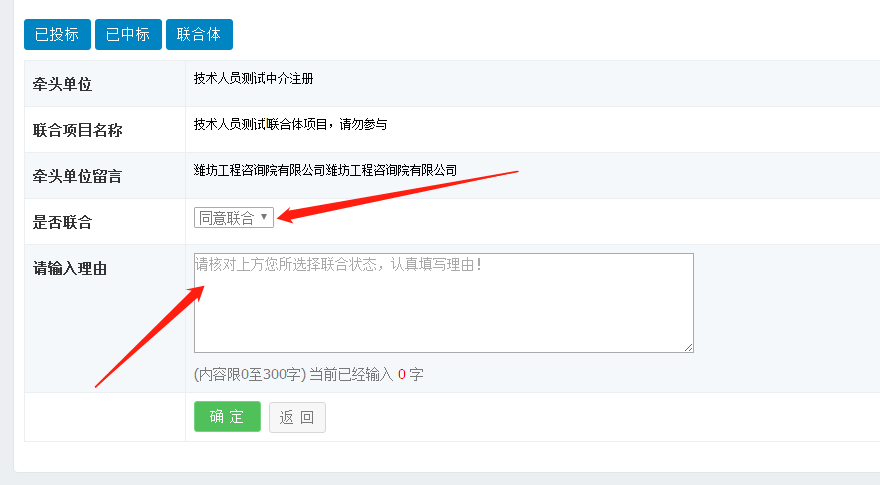 已投标 已中标 联合体
牵头单位 技术人员测试中介注册
联合项目名称 技术人员测试联合体项目，请勿参与
牵头单位留言 潍坊工程咨询院有限公司潍坊工程咨询院有限公司
是否联合 同意联合
请输入理由 请核对上方您所选择联合状态，认真填写理由！
(内容限0至300字) 当前已经输入 0 字
确 定 返 回